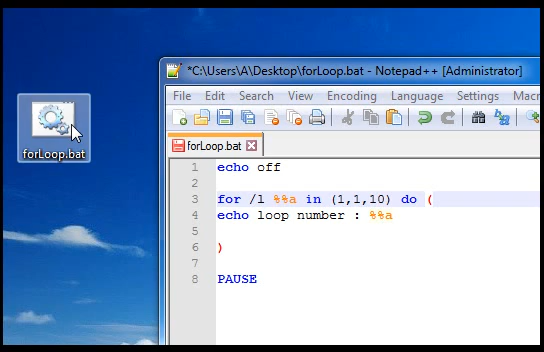 *C:\Users\A\Desktop\forLoop.bat - Notepad++ [Administrator]
File Edit Search View Encoding Language Settings Macr
forLoop.bat
forLoop.bat
1 echo off
2
3 for /l %%a in (1,1,10) do (
4 echo loop number : %%a
5
6 )
7
8 PAUSE